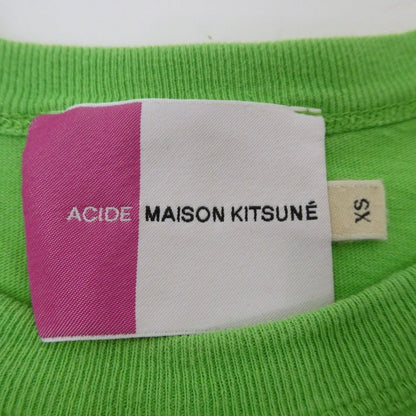 ACIDE MAISON KITSUNÉ
XS